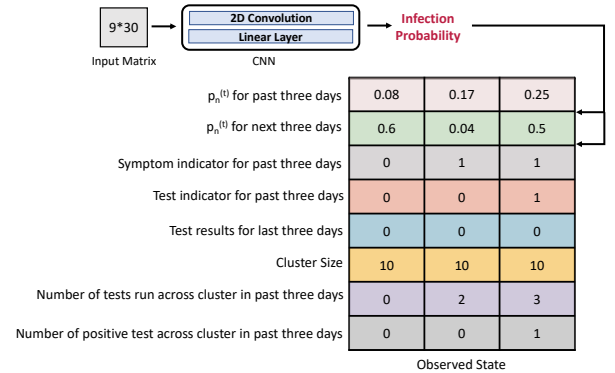 9*30
2D Convolution
Linear Layer
Infection
Probability
Input Matrix
CNN
pₙ⁽ᵗ⁾ for past three days 0.08 0.17 0.25
pₙ⁽ᵗ⁾ for next three days 0.6 0.04 0.5
Symptom indicator for past three days 0 1 1
Test indicator for past three days 0 0 1
Test results for last three days 0 0 0
Cluster Size 10 10 10
Number of tests run across cluster in past three days 0 2 3
Number of positive test across cluster in past three days 0 0 1
Observed State